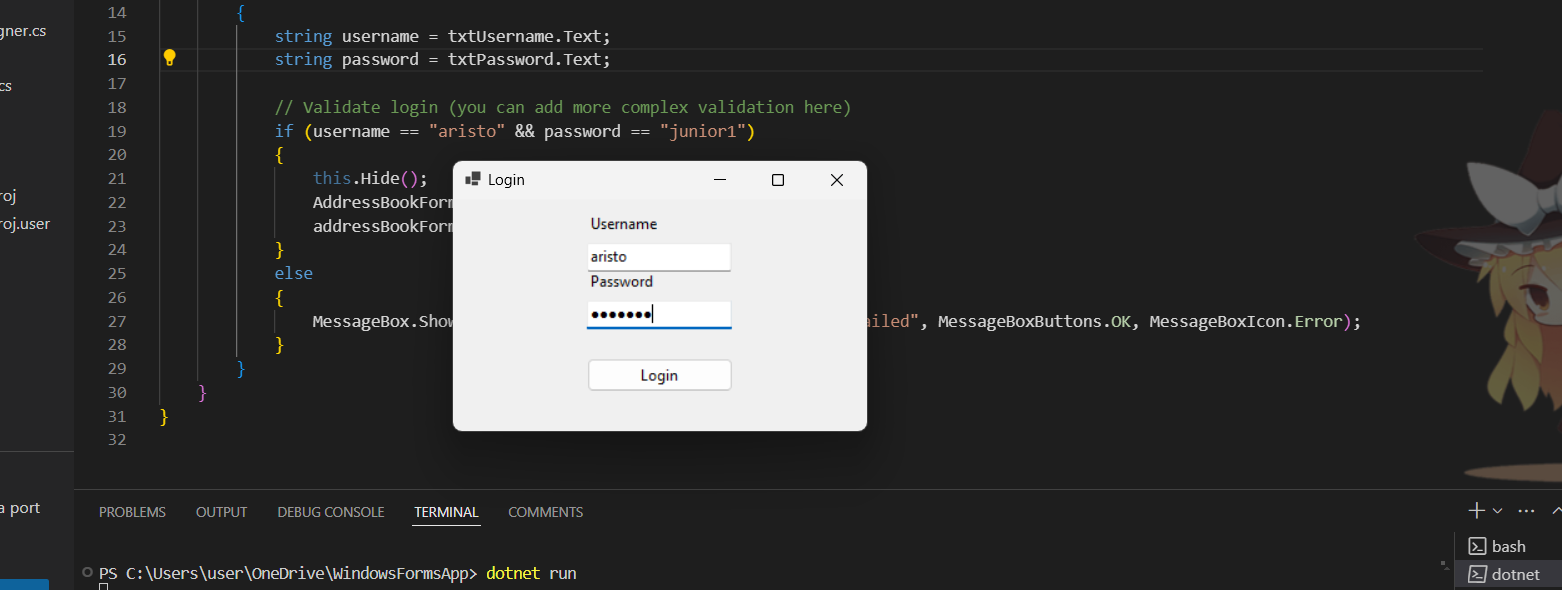 gner.cs
cs
roj
roj.user
a port
14 {
15 string username = txtUsername.Text;
16 string password = txtPassword.Text;
17
18 // Validate login (you can add more complex validation here)
19 if (username == "aristo" && password == "junior1")
20 {
21 this.Hide();
22 AddressBookForm
23 addressBookForm
24 }
25 else
26 {
27 MessageBox.Show ailed", MessageBoxButtons.OK, MessageBoxIcon.Error);
28 }
29 }
30 }
31 }
32
Login
Username
aristo
Password
●●●●●●●
Login
PROBLEMS OUTPUT DEBUG CONSOLE TERMINAL COMMENTS
PS C:\Users\user\OneDrive\WindowsFormsApp> dotnet run
bash
dotnet